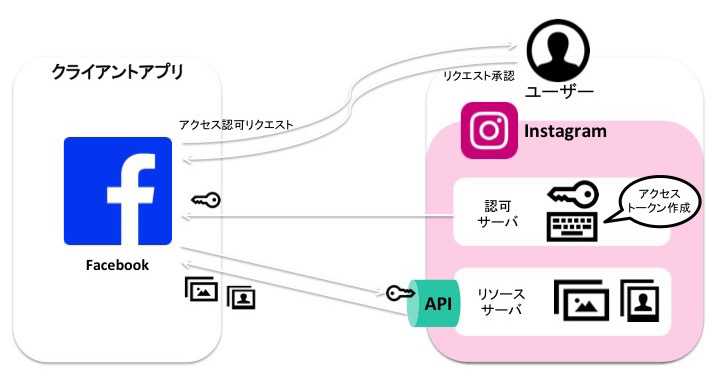 クライアントアプリ
リクエスト承認
ユーザー
アクセス認可リクエスト
Instagram
認可
サーバ
アクセス
トークン作成
Facebook
API
リソース
サーバ